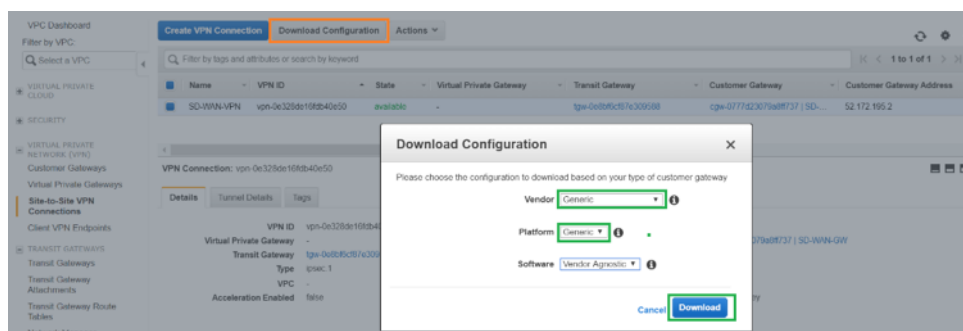 VPC Dashboard
Filter by VPC:
Select a VPC
VIRTUAL PRIVATE
CLOUD
SECURITY
VIRTUAL PRIVATE
NETWORK (VPN)
Customer Gateways
Virtual Private Gateways
Site-to-Site VPN
Connections
Client VPN Endpoints
TRANSIT GATEWAYS
Transit Gateways
Transit Gateway
Attachments
Transit Gateway Route
Tables
Create VPN Connection Download Configuration Actions
Filter by tags and attributes or search by keyword
1 to 1 of 1
Name VPN ID State Virtual Private Gateway Transit Gateway Customer Gateway Customer Gateway Address
SD-WAN-VPN vpn-0e328de16fdb40e50 available - 52.172.195.2
VPN Connection: vpn-0e328de16fdb40e50
Details Tunnel Details Tags
VPN ID
Virtual Private Gateway -
Transit Gateway
Type ipsec.1
VPC -
Acceleration Enabled false
| SD-WAN-GW
Download Configuration
Please choose the configuration to download based on your type of customer gateway
Vendor Generic
Platform Generic
Software Vendor Agnostic
Cancel Download